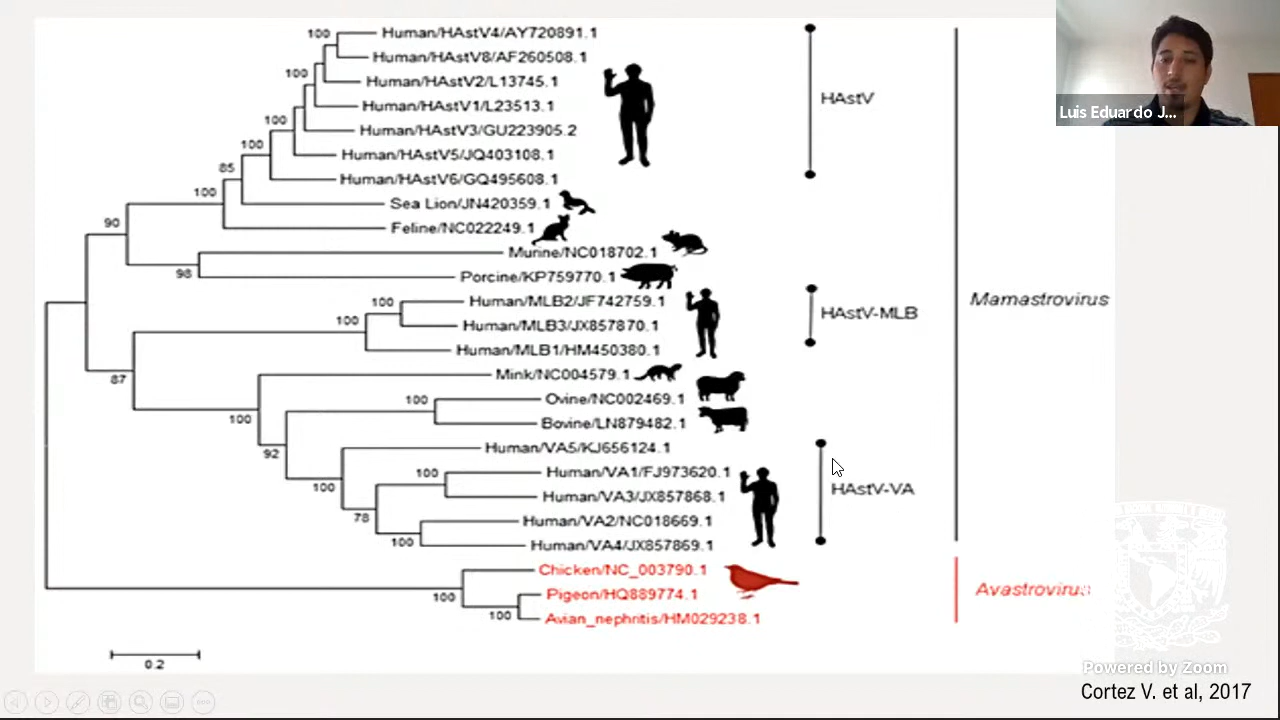 Human/HAstV4/AY720891.1
100
Human/HAstV8/AF260508.1
100
Human/HAstV2/L13745.1
Human/HAstV1/L23513.1
HAstV
Luis Eduardo J...
100
Human/HAstV3/GU223905.2
100
Human/HAstV5/JQ403108.1
85
Human/HAstV6/GQ495608.1
100
Sea Lion/JN420359.1
90
Feline/NC022249.1
Murine/NC018702.1
98
Porcine/KP759770.1
100
Human/MLB2/JF742759.1
Mamastrovirus
100
Human/MLB3/JX857870.1
HAstV-MLB
Human/MLB1/HM450380.1
87
Mink/NC004579.1
100
Ovine/NC002469.1
100
Bovine/LN879482.1
92
Human/VA5/KJ656124.1
100
Human/VA1/FJ973620.1
100
Human/VA3/JX857868.1
HAstV-VA
78
Human/VA2/NC018669.1
100
Human/VA4/JX857869.1
Chicken/NC_003790.1
100
Pigeon/HQ889774.1
Avastrovirus
100
Avian_nephritis/HM029238.1
0.2
Powered by Zoom
Cortez V. et al, 2017